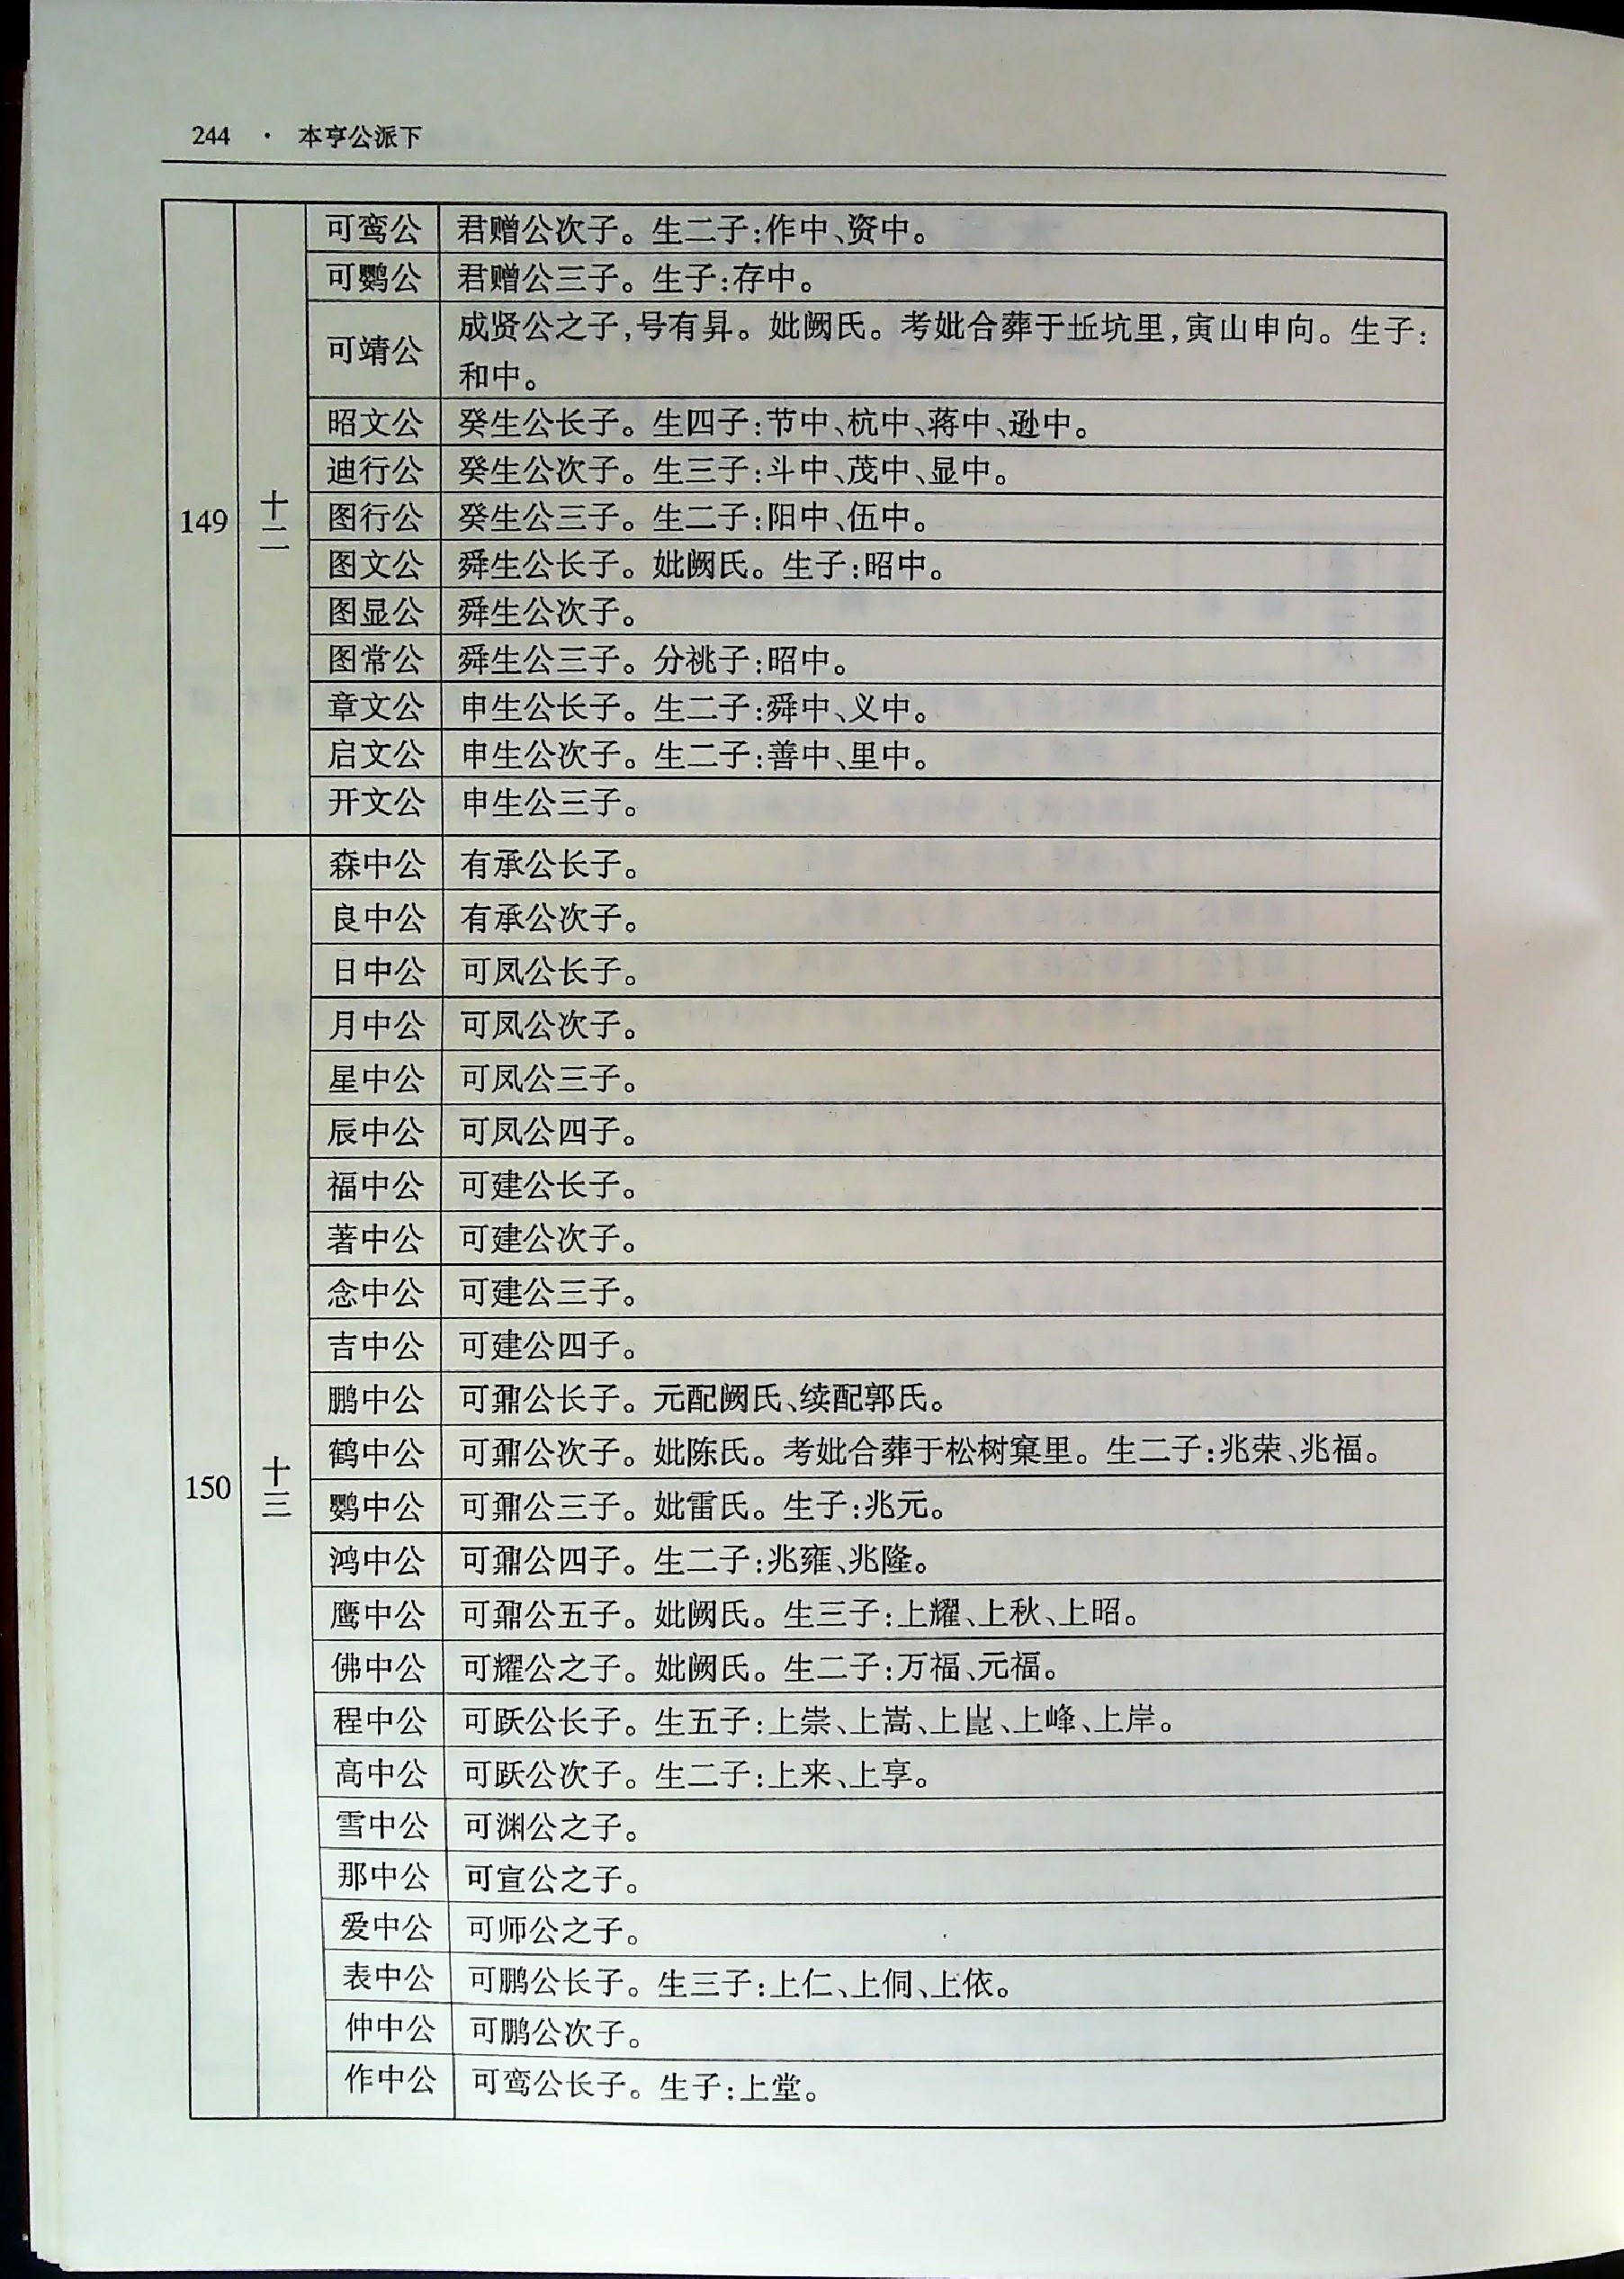 244 · 本亨公派下
149 十二
可鸾公 君赠公次子。生二子:作中、资中。
可鹦公 君赠公三子。生子:存中。
可靖公 成贤公之子,号有昇。妣阙氏。考妣合葬于坵坑里,寅山申向。生子:
和中。
昭文公 癸生公长子。生四子:节中、杭中、蒋中、逊中。
迪行公 癸生公次子。生三子:斗中、茂中、显中。
图行公 癸生公三子。生二子:阳中、伍中。
图文公 舜生公长子。妣阙氏。生子:昭中。
图显公 舜生公次子。
图常公 舜生公三子。分祧子:昭中。
章文公 申生公长子。生二子:舜中、义中。
启文公 申生公次子。生二子:善中、里中。
开文公 申生公三子。
150 十三
森中公 有承公长子。
良中公 有承公次子。
日中公 可凤公长子。
月中公 可凤公次子。
星中公 可凤公三子。
辰中公 可凤公四子。
福中公 可建公长子。
著中公 可建公次子。
念中公 可建公三子。
吉中公 可建公四子。
鹏中公 可鼐公长子。元配阙氏、续配郭氏。
鹤中公 可鼐公次子。妣陈氏。考妣合葬于松树窠里。生二子:兆荣、兆福。
鹦中公 可鼐公三子。妣雷氏。生子:兆元。
鸿中公 可鼐公四子。生二子:兆雍、兆隆。
鹰中公 可鼐公五子。妣阙氏。生三子:上耀、上秋、上昭。
佛中公 可耀公之子。妣阙氏。生二子:万福、元福。
程中公 可跃公长子。生五子:上崇、上嵩、上崑、上峰、上岸。
高中公 可跃公次子。生二子:上来、上享。
雪中公 可渊公之子。
那中公 可宣公之子。
爱中公 可师公之子。
表中公 可鹏公长子。生三子:上仁、上侗、上依。
仲中公 可鹏公次子。
作中公 可鸾公长子。生子:上堂。